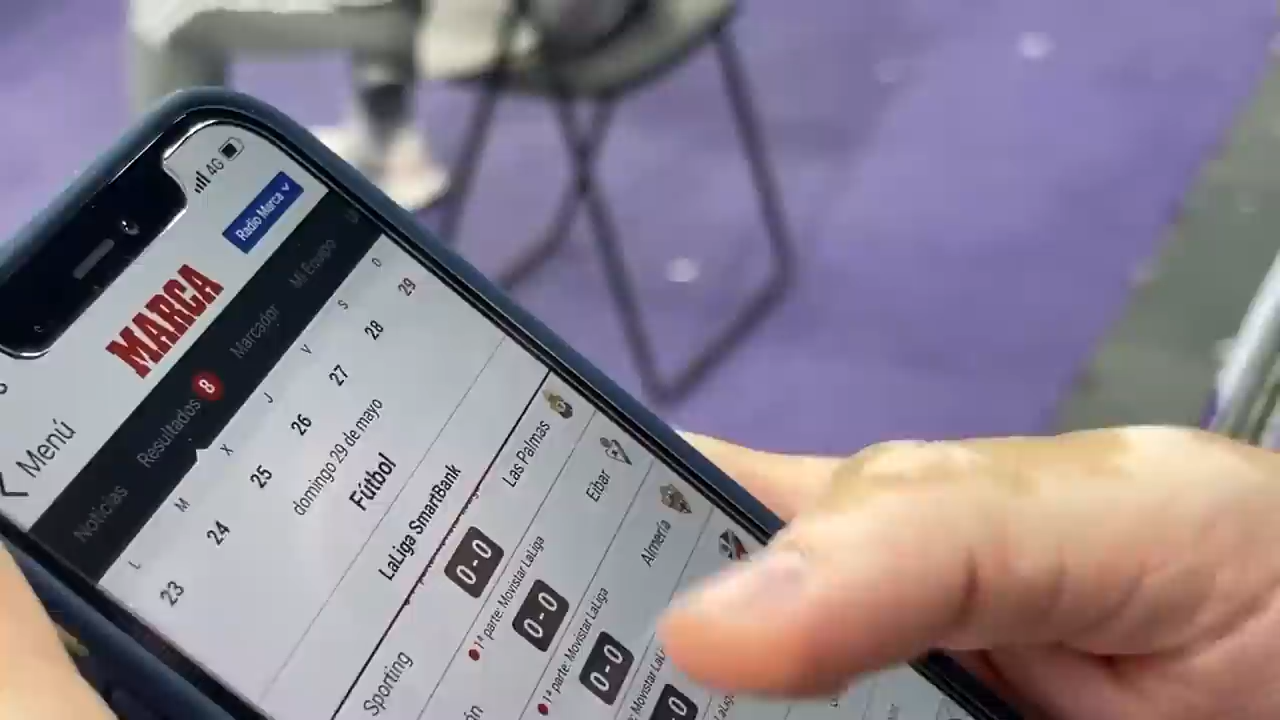 4G
Radio Marca
MARCA
Menú
Noticias Resultados 8 Marcador Mi Equipo
L M X J V S D
23 24 25 26 27 28 29
domingo 29 de mayo
Fútbol
LaLiga SmartBank
Sporting 0-0 Las Palmas
1ª parte: Movistar LaLiga
0-0 Eibar
1ª parte: Movistar LaLiga
0-0 Almería
Movistar